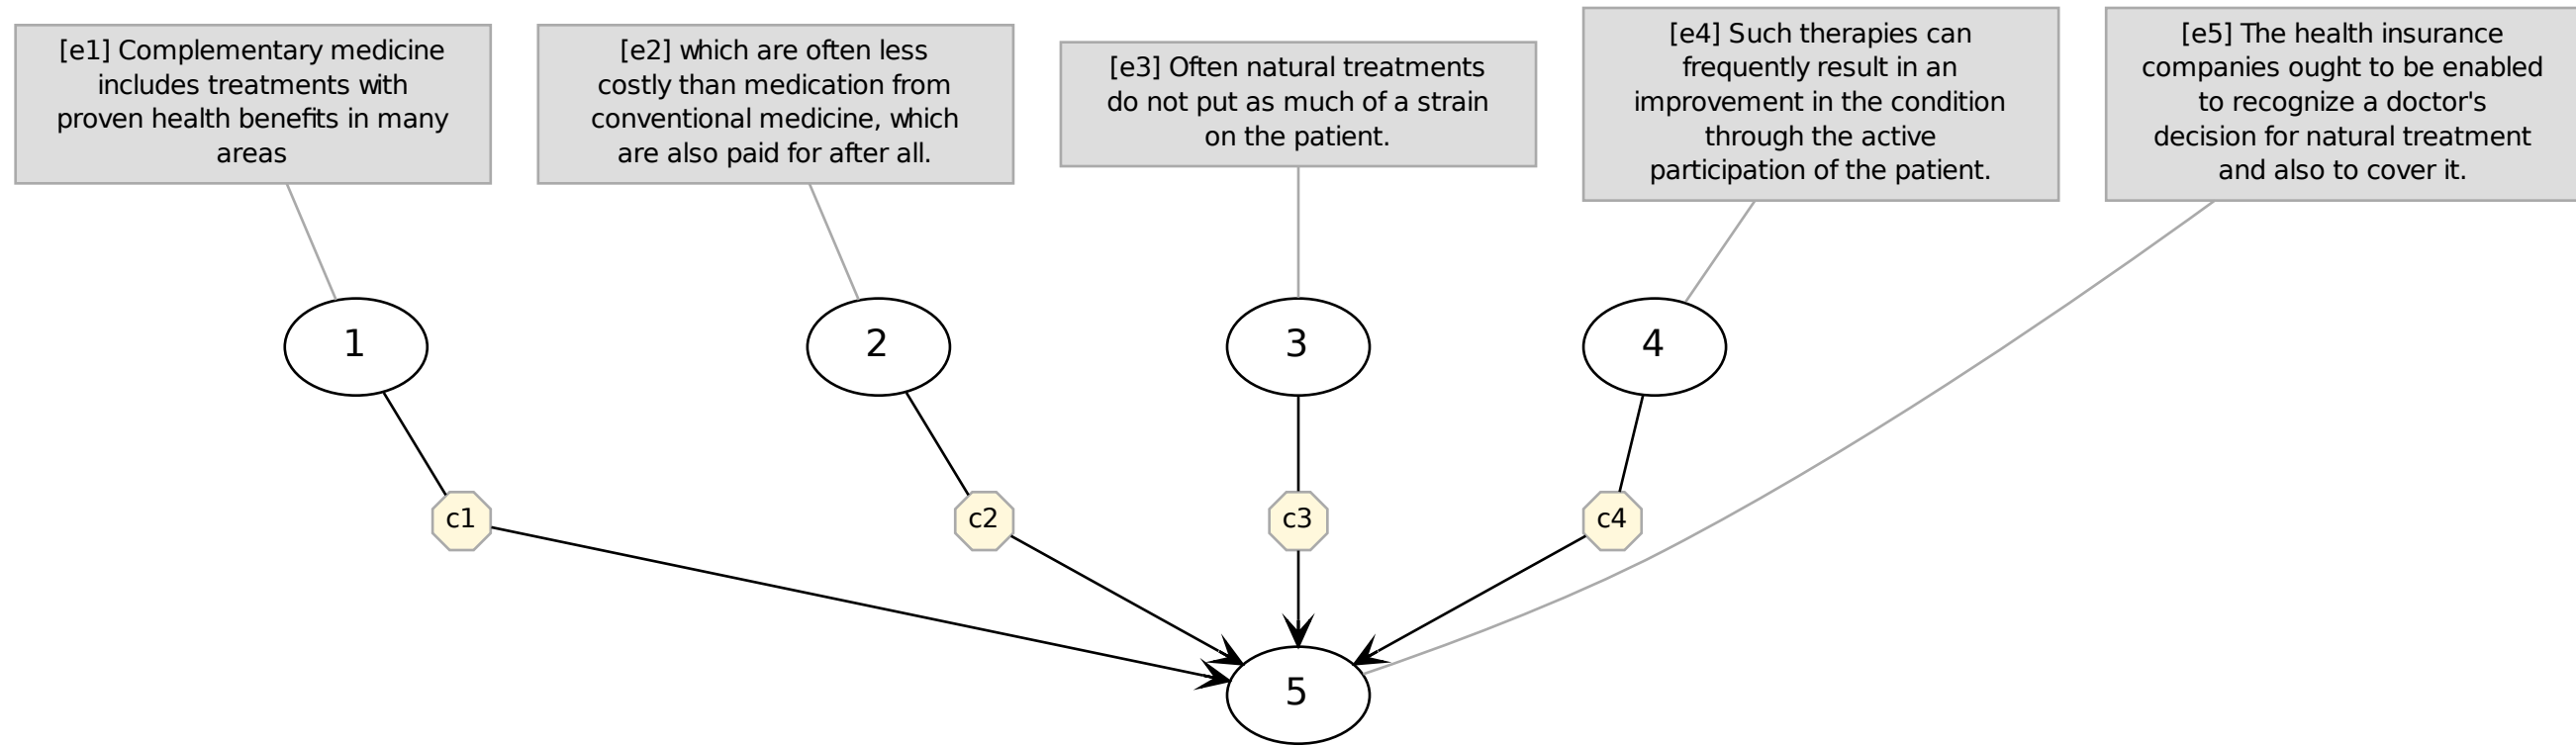 [e1] Complementary medicine
includes treatments with
proven health benefits in many
areas
[e2] which are often less
costly than medication from
conventional medicine, which
are also paid for after all.
[e3] Often natural treatments
do not put as much of a strain
on the patient.
[e4] Such therapies can
frequently result in an
improvement in the condition
through the active
participation of the patient.
[e5] The health insurance
companies ought to be enabled
to recognize a doctor's
decision for natural treatment
and also to cover it.
1
2
3
4
c1
c2
c3
c4
5